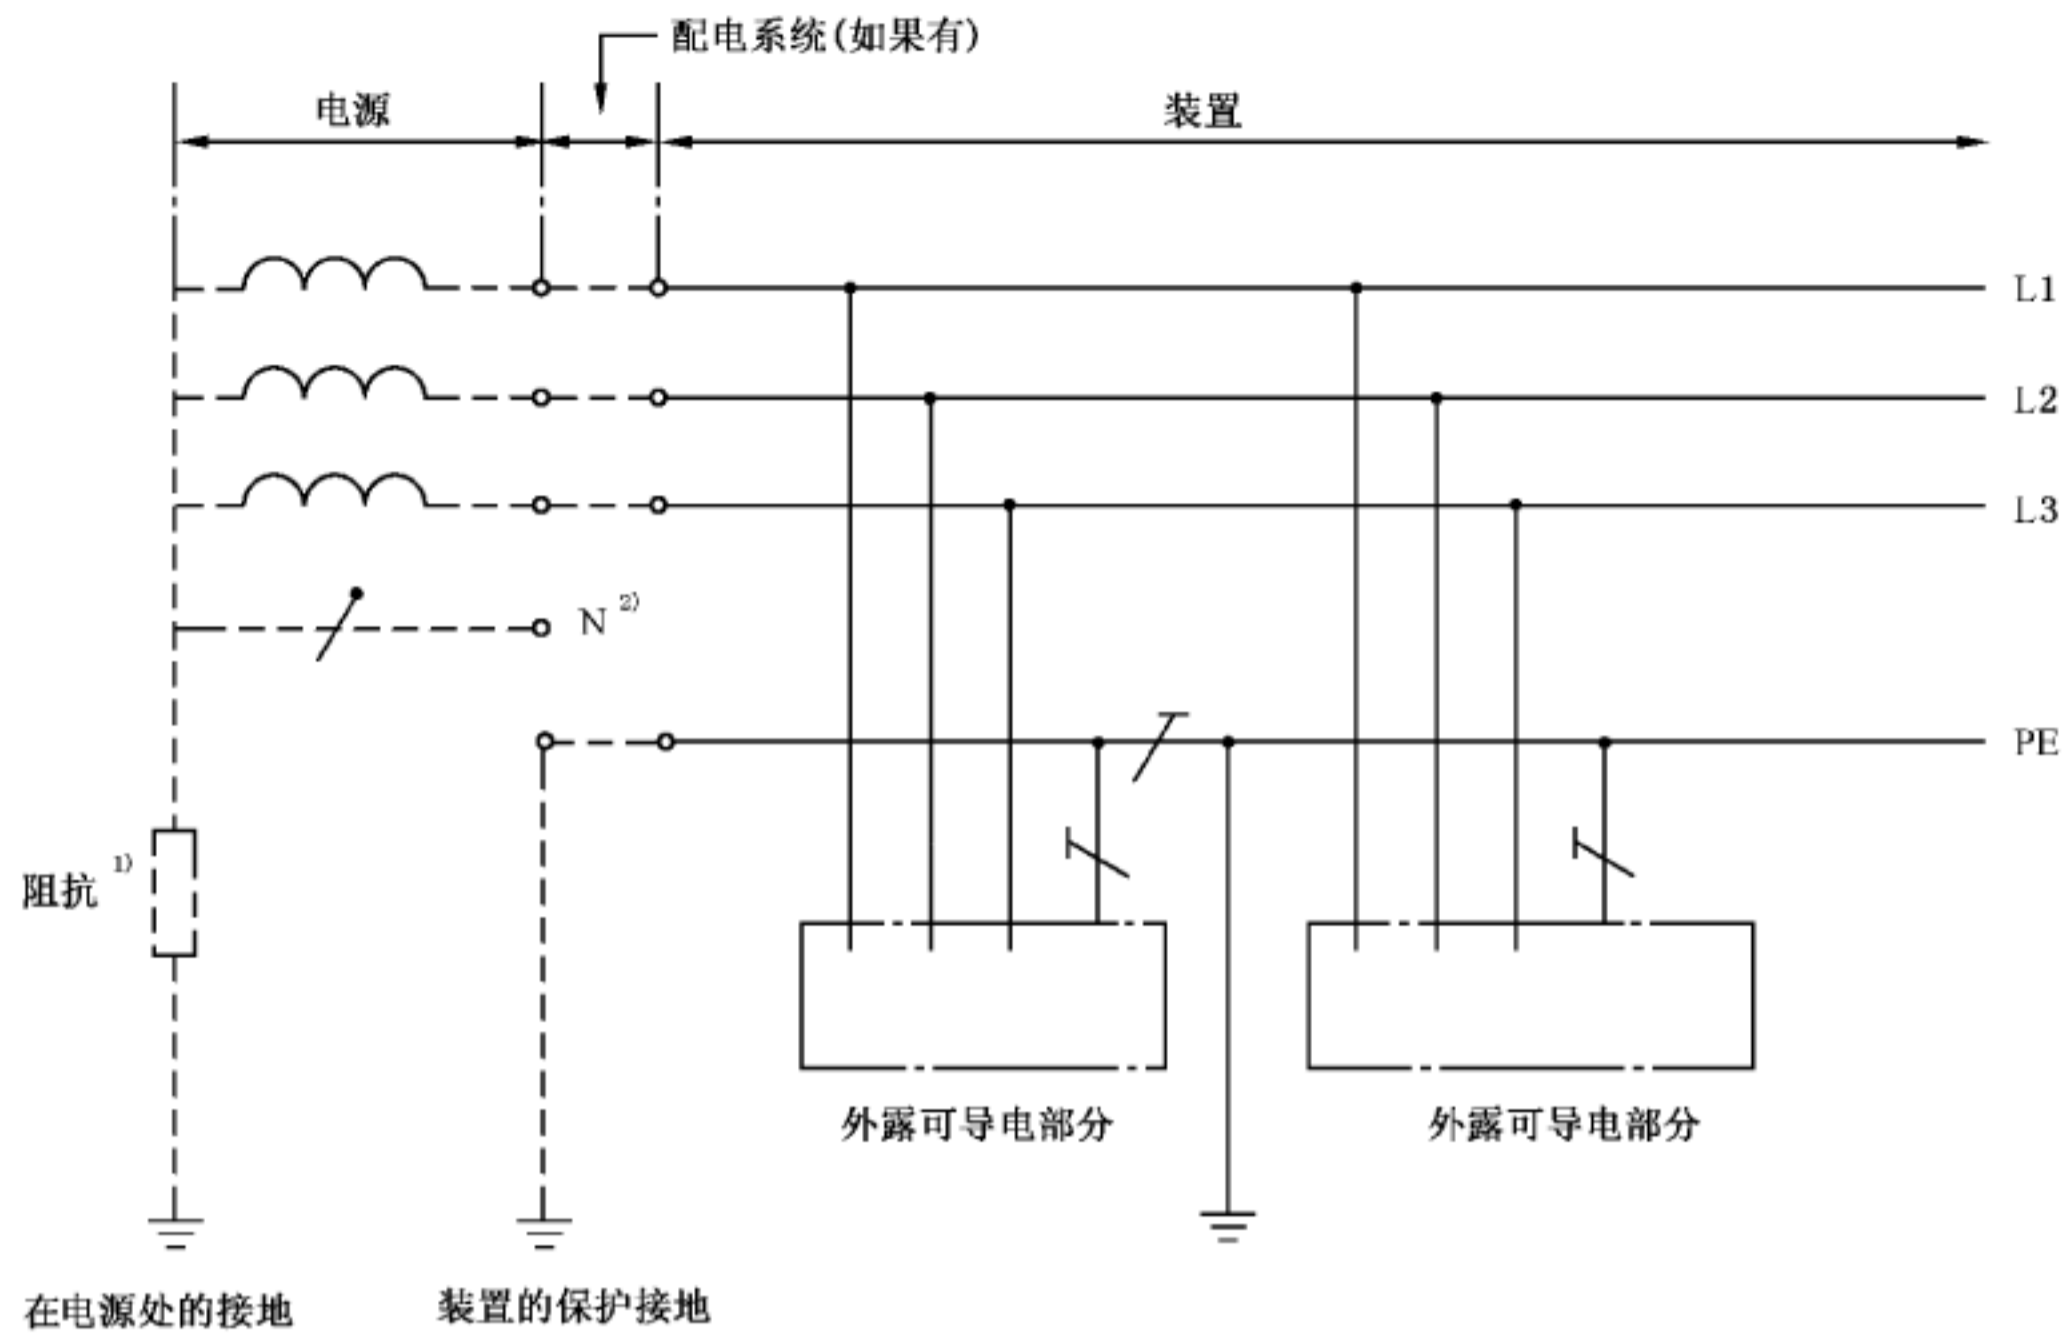 配电系统(如果有)
电源
装置
L1
L2
L3
N 2)
PE
阻抗 1)
外露可导电部分
外露可导电部分
在电源处的接地
装置的保护接地